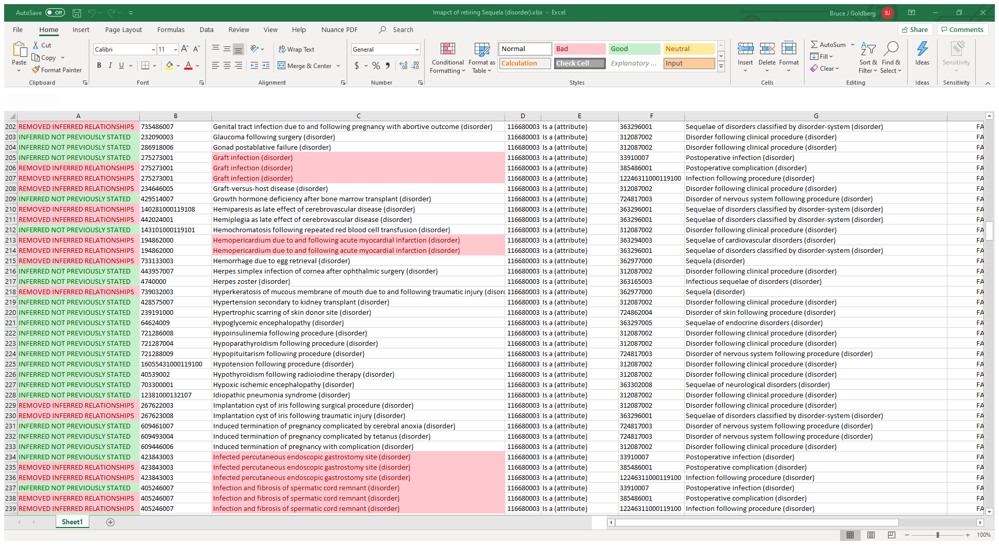 AutoSave Off Imapct of retiring Sequela (disorder).xlsx - Excel Bruce J Goldberg BJ
File Home Insert Page Layout Formulas Data Review View Help Nuance PDF Search Share Comments
Paste Cut Copy Format Painter Clipboard
Calibri 11 B I U Font
Wrap Text Merge & Center Alignment
General $ % Number
Conditional Formatting Format as Table
Normal Bad Good Neutral
Calculation Check Cell Explanatory ... Input
Styles
Insert Delete Format Cells
AutoSum Fill Clear Sort & Filter Find & Select Editing
Ideas Ideas
Sensitivity Sensitivity
A B C D E F G
202 REMOVED INFERRED RELATIONSHIPS 735486007 Genital tract infection due to and following pregnancy with abortive outcome (disorder) 116680003 Is a (attribute) 363296001 Sequelae of disorders classified by disorder-system (disorder) FA
203 INFERRED NOT PREVIOUSLY STATED 232090003 Glaucoma following surgery (disorder) 116680003 Is a (attribute) 312087002 Disorder following clinical procedure (disorder) FA
204 INFERRED NOT PREVIOUSLY STATED 286918006 Gonad postablative failure (disorder) 116680003 Is a (attribute) 312087002 Disorder following clinical procedure (disorder) FA
205 INFERRED NOT PREVIOUSLY STATED 275273001 Graft infection (disorder) 116680003 Is a (attribute) 33910007 Postoperative infection (disorder) FA
206 REMOVED INFERRED RELATIONSHIPS 275273001 Graft infection (disorder) 116680003 Is a (attribute) 385486001 Postoperative complication (disorder) FA
207 REMOVED INFERRED RELATIONSHIPS 275273001 Graft infection (disorder) 116680003 Is a (attribute) 12246311000119100 Infection following procedure (disorder) FA
208 REMOVED INFERRED RELATIONSHIPS 234646005 Graft-versus-host disease (disorder) 116680003 Is a (attribute) 312087002 Disorder following clinical procedure (disorder) FA
209 INFERRED NOT PREVIOUSLY STATED 429514007 Growth hormone deficiency after bone marrow transplant (disorder) 116680003 Is a (attribute) 724817003 Disorder of nervous system following procedure (disorder) FA
210 REMOVED INFERRED RELATIONSHIPS 140281000119108 Hemiparesis as late effect of cerebrovascular disease (disorder) 116680003 Is a (attribute) 363296001 Sequelae of disorders classified by disorder-system (disorder) FA
211 REMOVED INFERRED RELATIONSHIPS 442024001 Hemiplegia as late effect of cerebrovascular disease (disorder) 116680003 Is a (attribute) 363296001 Sequelae of disorders classified by disorder-system (disorder) FA
212 INFERRED NOT PREVIOUSLY STATED 143101000119101 Hemochromatosis following repeated red blood cell transfusion (disorder) 116680003 Is a (attribute) 312087002 Disorder following clinical procedure (disorder) FA
213 REMOVED INFERRED RELATIONSHIPS 194862000 Hemopericardium due to and following acute myocardial infarction (disorder) 116680003 Is a (attribute) 363294003 Sequelae of cardiovascular disorders (disorder) FA
214 REMOVED INFERRED RELATIONSHIPS 194862000 Hemopericardium due to and following acute myocardial infarction (disorder) 116680003 Is a (attribute) 363296001 Sequelae of disorders classified by disorder-system (disorder) FA
215 REMOVED INFERRED RELATIONSHIPS 733133003 Hemorrhage due to egg retrieval (disorder) 116680003 Is a (attribute) 362977000 Sequela (disorder) FA
216 INFERRED NOT PREVIOUSLY STATED 443957007 Herpes simplex infection of cornea after ophthalmic surgery (disorder) 116680003 Is a (attribute) 312087002 Disorder following clinical procedure (disorder) FA
217 INFERRED NOT PREVIOUSLY STATED 4740000 Herpes zoster (disorder) 116680003 Is a (attribute) 363165003 Infectious sequelae of disorders (disorder) FA
218 REMOVED INFERRED RELATIONSHIPS 739032003 Hyperkeratosis of mucous membrane of mouth due to and following traumatic injury (disor 116680003 Is a (attribute) 362977000 Sequela (disorder) FA
219 INFERRED NOT PREVIOUSLY STATED 428575007 Hypertension secondary to kidney transplant (disorder) 116680003 Is a (attribute) 312087002 Disorder following clinical procedure (disorder) FA
220 INFERRED NOT PREVIOUSLY STATED 239191000 Hypertrophic scarring of skin donor site (disorder) 116680003 Is a (attribute) 724862004 Disorder of skin following procedure (disorder) FA
221 INFERRED NOT PREVIOUSLY STATED 64624009 Hypoglycemic encephalopathy (disorder) 116680003 Is a (attribute) 363297005 Sequelae of endocrine disorders (disorder) FA
222 INFERRED NOT PREVIOUSLY STATED 721286008 Hypoinsulinemia following procedure (disorder) 116680003 Is a (attribute) 312087002 Disorder following clinical procedure (disorder) FA
223 INFERRED NOT PREVIOUSLY STATED 721287004 Hypoparathyroidism following procedure (disorder) 116680003 Is a (attribute) 312087002 Disorder following clinical procedure (disorder) FA
224 INFERRED NOT PREVIOUSLY STATED 721288009 Hypopituitarism following procedure (disorder) 116680003 Is a (attribute) 724817003 Disorder of nervous system following procedure (disorder) FA
225 INFERRED NOT PREVIOUSLY STATED 16055431000119100 Hypotension following procedure (disorder) 116680003 Is a (attribute) 312087002 Disorder following clinical procedure (disorder) FA
226 INFERRED NOT PREVIOUSLY STATED 40539002 Hypothyroidism following radioiodine therapy (disorder) 116680003 Is a (attribute) 312087002 Disorder following clinical procedure (disorder) FA
227 INFERRED NOT PREVIOUSLY STATED 703300001 Hypoxic ischemic encephalopathy (disorder) 116680003 Is a (attribute) 363302008 Sequelae of neurological disorders (disorder) FA
228 INFERRED NOT PREVIOUSLY STATED 12381000132107 Idiopathic pneumonia syndrome (disorder) 116680003 Is a (attribute) 312087002 Disorder following clinical procedure (disorder) FA
229 REMOVED INFERRED RELATIONSHIPS 267622003 Implantation cyst of iris following surgical procedure (disorder) 116680003 Is a (attribute) 312087002 Disorder following clinical procedure (disorder) FA
230 REMOVED INFERRED RELATIONSHIPS 267623008 Implantation cyst of iris following traumatic injury (disorder) 116680003 Is a (attribute) 363296001 Sequelae of disorders classified by disorder-system (disorder) FA
231 INFERRED NOT PREVIOUSLY STATED 609461007 Induced termination of pregnancy complicated by cerebral anoxia (disorder) 116680003 Is a (attribute) 724817003 Disorder of nervous system following procedure (disorder) FA
232 INFERRED NOT PREVIOUSLY STATED 609493004 Induced termination of pregnancy complicated by tetanus (disorder) 116680003 Is a (attribute) 724817003 Disorder of nervous system following procedure (disorder) FA
233 INFERRED NOT PREVIOUSLY STATED 609446006 Induced termination of pregnancy with complication (disorder) 116680003 Is a (attribute) 312087002 Disorder following clinical procedure (disorder) FA
234 INFERRED NOT PREVIOUSLY STATED 423843003 Infected percutaneous endoscopic gastrostomy site (disorder) 116680003 Is a (attribute) 33910007 Postoperative infection (disorder) FA
235 REMOVED INFERRED RELATIONSHIPS 423843003 Infected percutaneous endoscopic gastrostomy site (disorder) 116680003 Is a (attribute) 385486001 Postoperative complication (disorder) FA
236 REMOVED INFERRED RELATIONSHIPS 423843003 Infected percutaneous endoscopic gastrostomy site (disorder) 116680003 Is a (attribute) 12246311000119100 Infection following procedure (disorder) FA
237 INFERRED NOT PREVIOUSLY STATED 405246007 Infection and fibrosis of spermatic cord remnant (disorder) 116680003 Is a (attribute) 33910007 Postoperative infection (disorder) FA
238 REMOVED INFERRED RELATIONSHIPS 405246007 Infection and fibrosis of spermatic cord remnant (disorder) 116680003 Is a (attribute) 385486001 Postoperative complication (disorder) FA
239 REMOVED INFERRED RELATIONSHIPS 405246007 Infection and fibrosis of spermatic cord remnant (disorder) 116680003 Is a (attribute) 12246311000119100 Infection following procedure (disorder) FA
Sheet1
100%